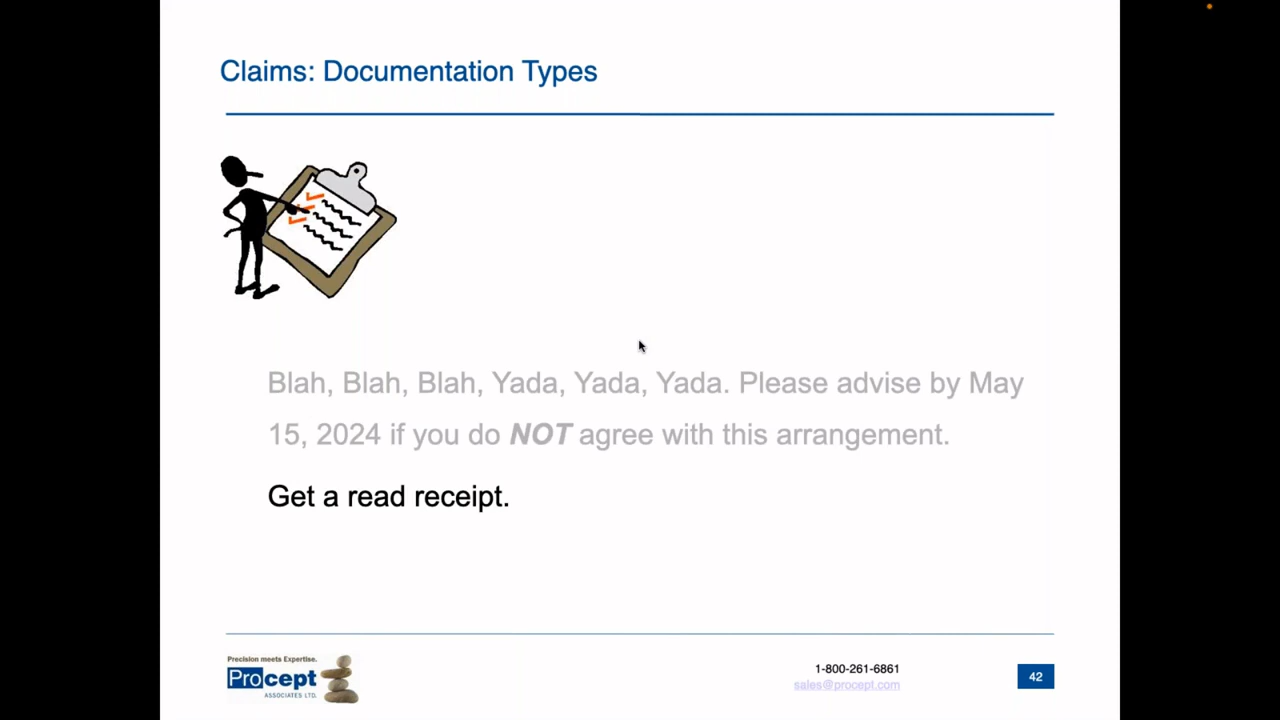 Claims: Documentation Types
Blah, Blah, Blah, Yada, Yada, Yada. Please advise by May
15, 2024 if you do NOT agree with this arrangement.
Get a read receipt.
Precision meets Expertise.
Procept
ASSOCIATES LTD.
1-800-261-6861
sales@procept.com
42